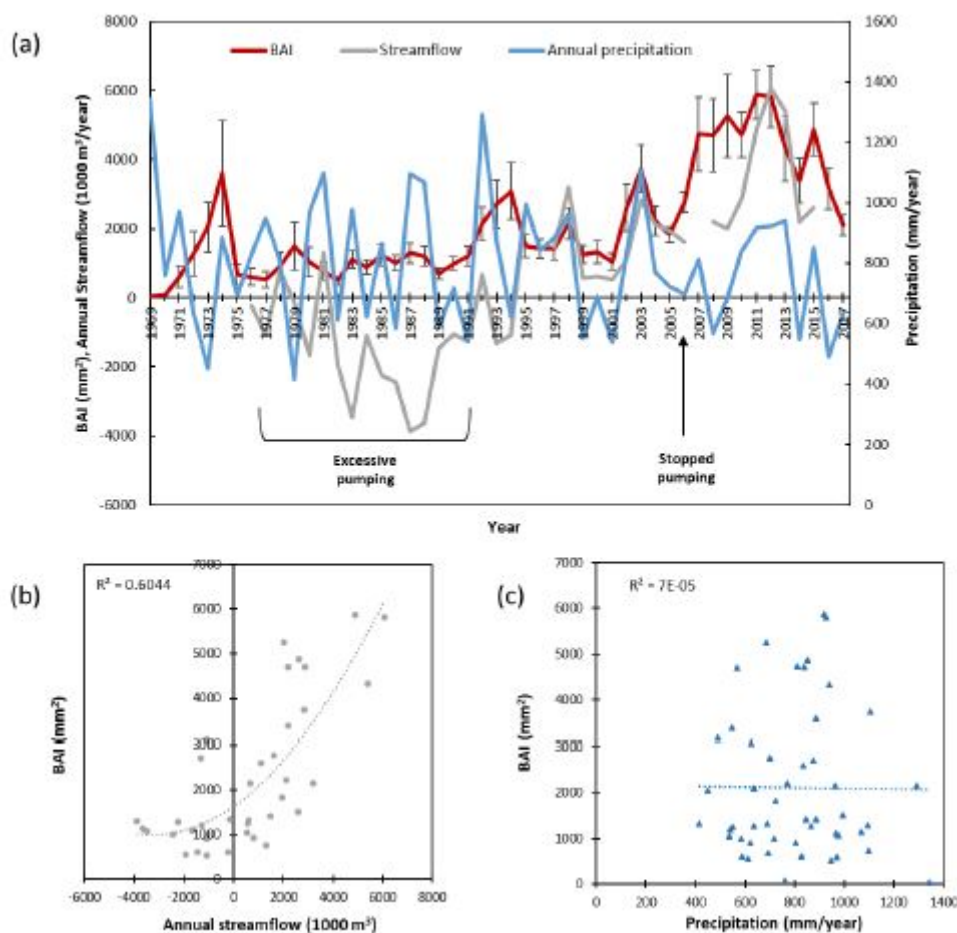 (a)
BAI Streamflow Annual precipitation
8000
6000
4000
2000
0
-2000
-4000
-6000
BAI (mm²), Annual Streamflow (1000 m³/year)
1600
1400
1200
1000
800
600
400
200
0
Precipitation (mm/year)
1969 1971 1973 1975 1979 1981 1983 1985 1987 1989 1991 1993 1995 1997 1999 2001 2003 2005 2007 2009 2011 2013 2015 2017
Excessive
pumping
Stopped
pumping
Year
(b)
R² = 0.6044
7000
6000
5000
4000
3000
2000
1000
0
BAI (mm²)
-6000 -4000 -2000 0 2000 4000 6000 8000
Annual streamflow (1000 m³)
(c)
R² = 7E-05
7000
6000
5000
4000
3000
2000
1000
0
BAI (mm²)
0 200 400 600 800 1000 1200 1400
Precipitation (mm/year)